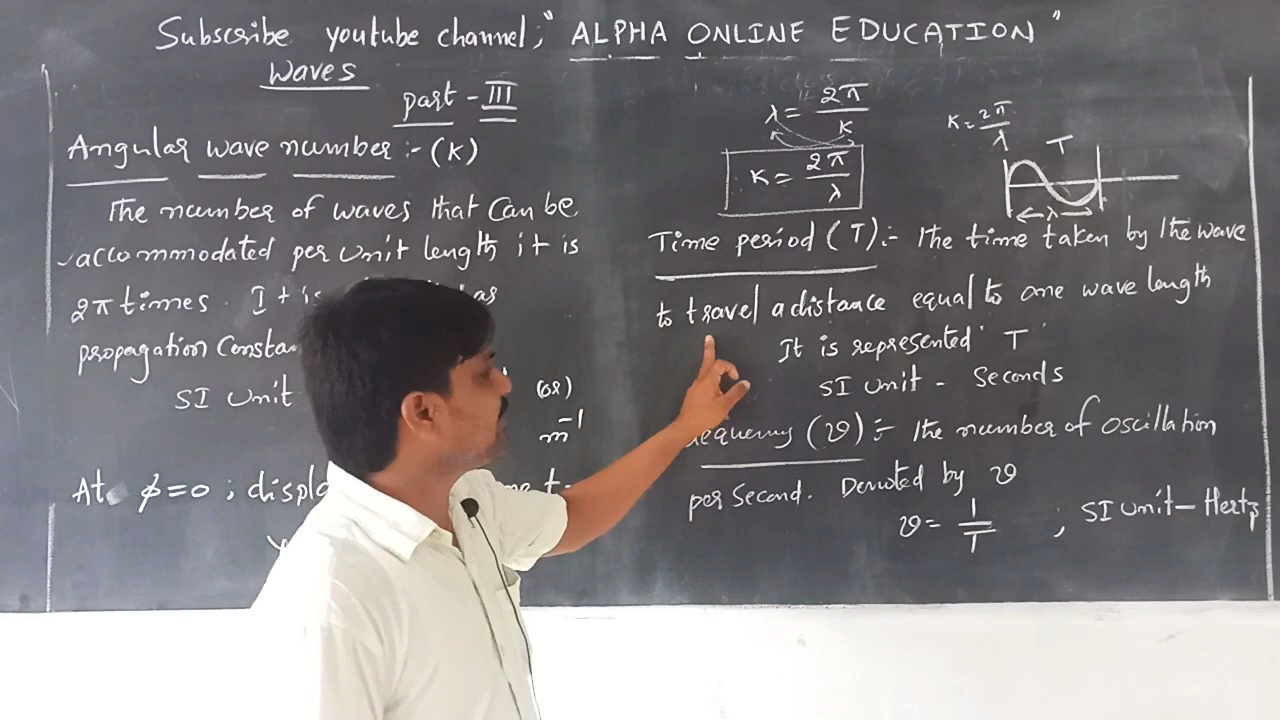 Subscribe youtube channel; "ALPHA ONLINE EDUCATION"
Waves
part - III
Angular wave number :- (K)
The number of waves that can be
accommodated per unit length it is
2π times. It is as
propagation
SI unit (or)
m⁻¹
At φ=0 ; t
λ = 2π/K
K = 2π/λ
K = 2π/λ
T
λ
Time period (T) :- The time taken by the wave
to travel a distance equal to one wave length
It is represented 'T'
SI unit - Seconds
(ϑ) :- The number of oscillation
per second. Denoted by ϑ
ϑ = 1/T ; SI unit - Hertz